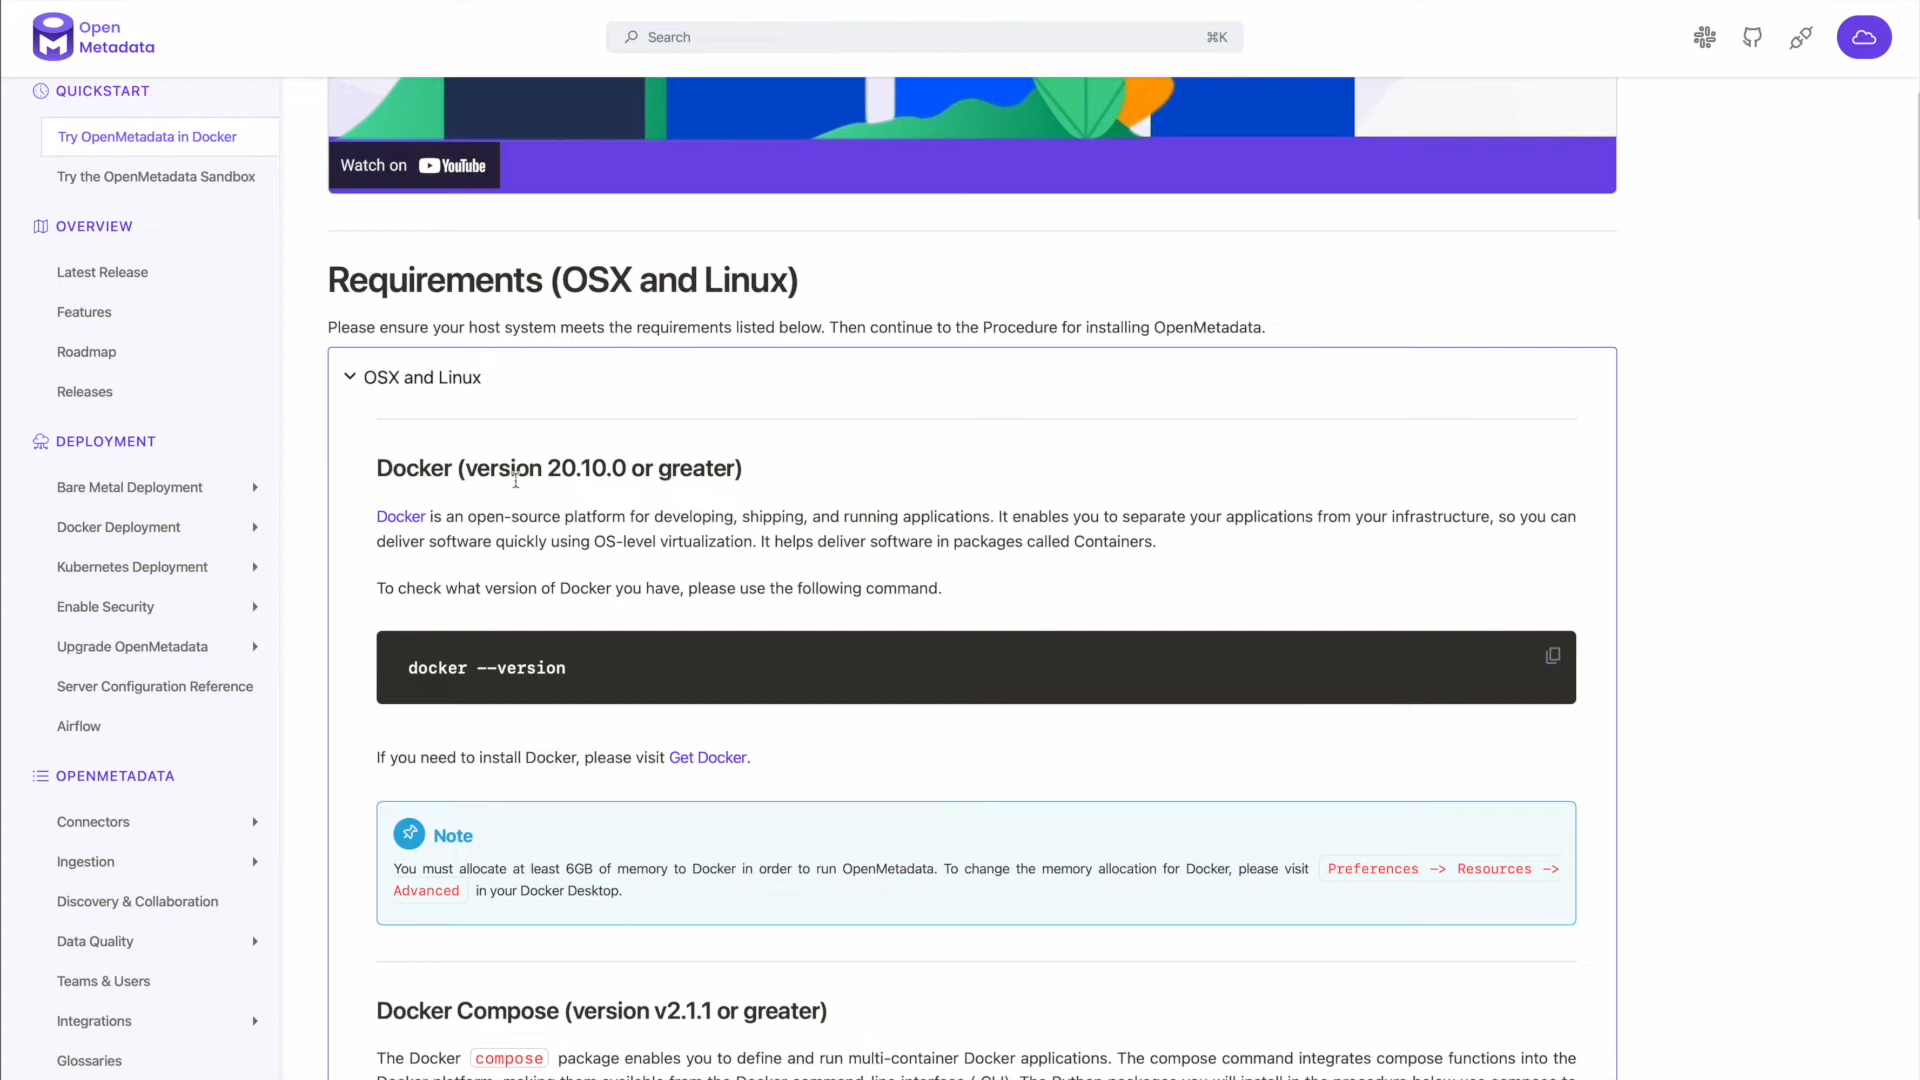 Open
Metadata
Search
⌘K
QUICKSTART
Try OpenMetadata in Docker
Try the OpenMetadata Sandbox
OVERVIEW
Latest Release
Features
Roadmap
Releases
DEPLOYMENT
Bare Metal Deployment
Docker Deployment
Kubernetes Deployment
Enable Security
Upgrade OpenMetadata
Server Configuration Reference
Airflow
OPENMETADATA
Connectors
Ingestion
Discovery & Collaboration
Data Quality
Teams & Users
Integrations
Glossaries
Watch on YouTube
Requirements (OSX and Linux)
Please ensure your host system meets the requirements listed below. Then continue to the Procedure for installing OpenMetadata.
OSX and Linux
Docker (version 20.10.0 or greater)
Docker is an open-source platform for developing, shipping, and running applications. It enables you to separate your applications from your infrastructure, so you can
deliver software quickly using OS-level virtualization. It helps deliver software in packages called Containers.
To check what version of Docker you have, please use the following command.
docker --version
If you need to install Docker, please visit Get Docker.
Note
You must allocate at least 6GB of memory to Docker in order to run OpenMetadata. To change the memory allocation for Docker, please visit Preferences -> Resources ->
Advanced in your Docker Desktop.
Docker Compose (version v2.1.1 or greater)
The Docker compose package enables you to define and run multi-container Docker applications. The compose command integrates compose functions into the